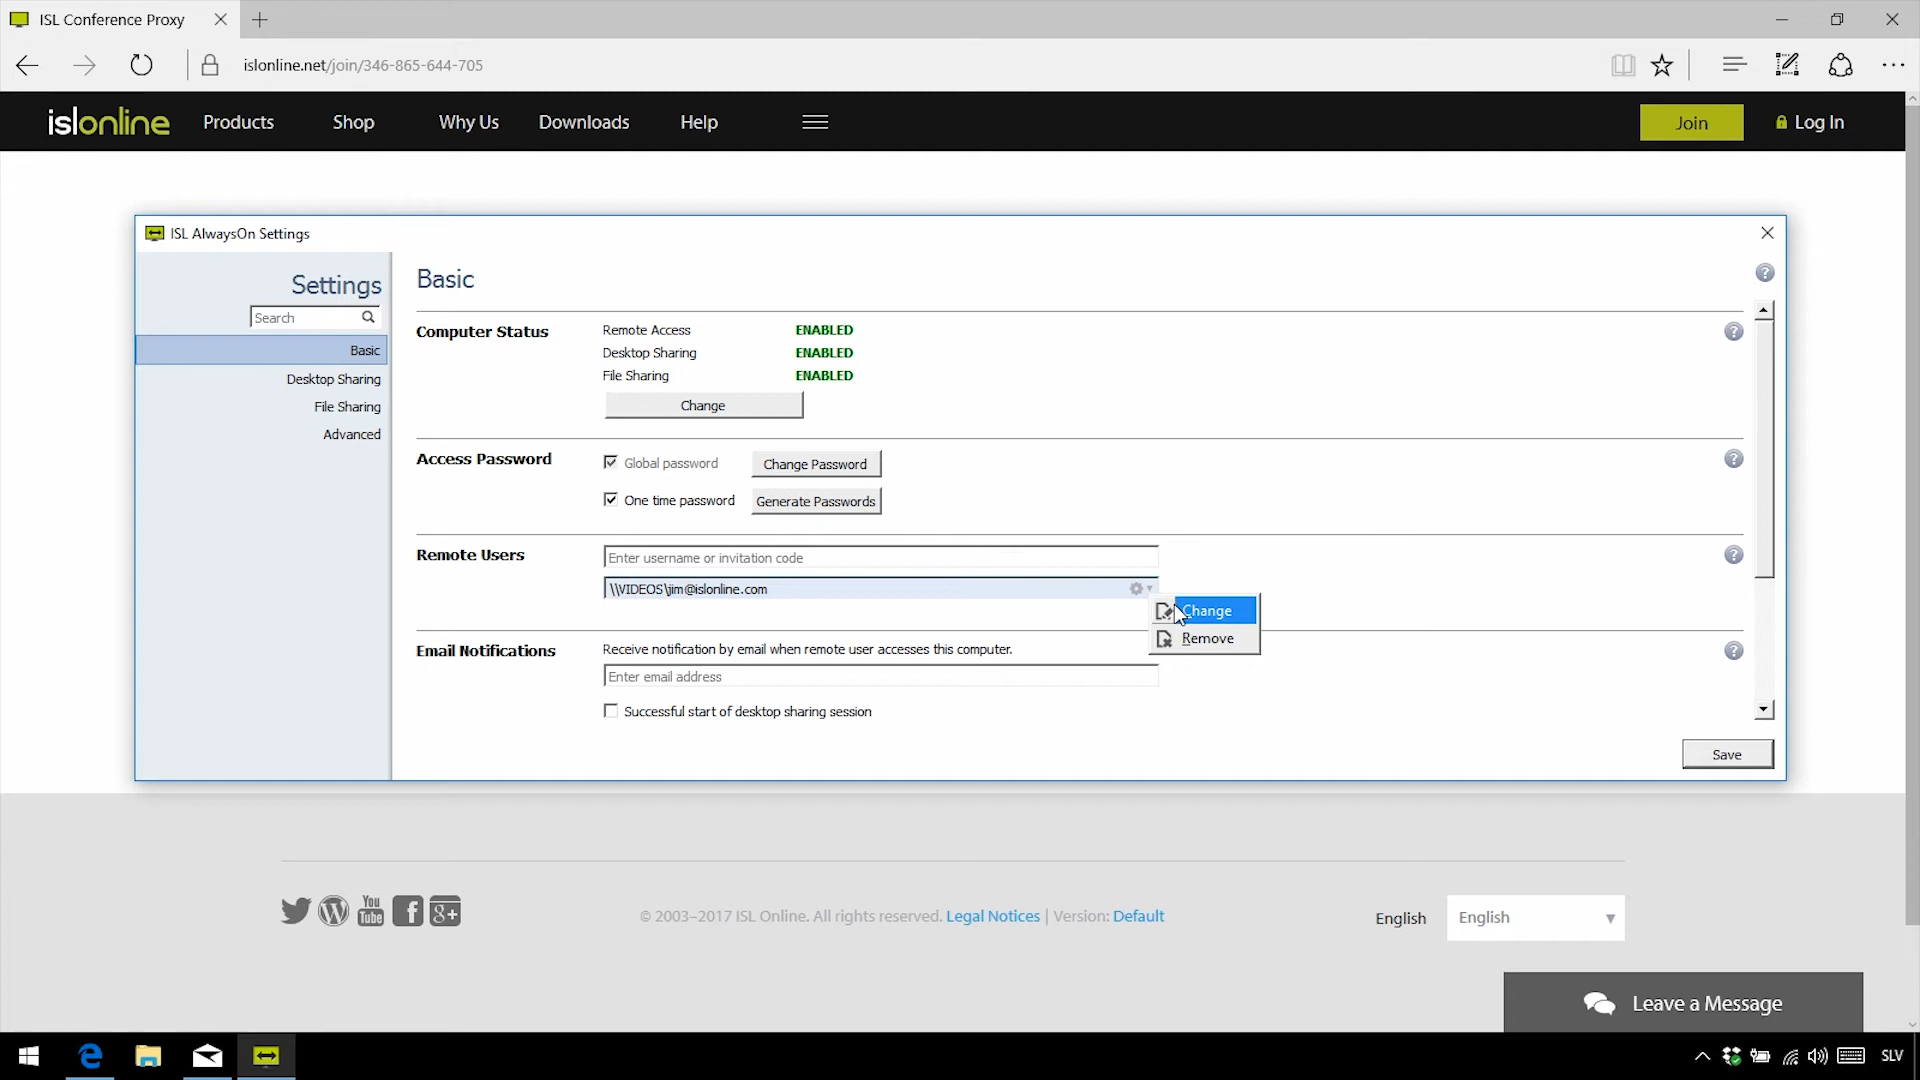 ISL Conference Proxy
islonline.net/join/346-865-644-705
islonline
Products
Shop
Why Us
Downloads
Help
Join
Log In
ISL AlwaysOn Settings
Settings
Search
Basic
Desktop Sharing
File Sharing
Advanced
Basic
Computer Status
Remote Access ENABLED
Desktop Sharing ENABLED
File Sharing ENABLED
Change
Access Password
Global password
Change Password
One time password
Generate Passwords
Remote Users
Enter username or invitation code
\\VIDEOS\jim@islonline.com
Change
Remove
Email Notifications
Receive notification by email when remote user accesses this computer.
Enter email address
Successful start of desktop sharing session
Save
You
Tube
© 2003–2017 ISL Online. All rights reserved. Legal Notices | Version: Default
English
English
Leave a Message
SLV